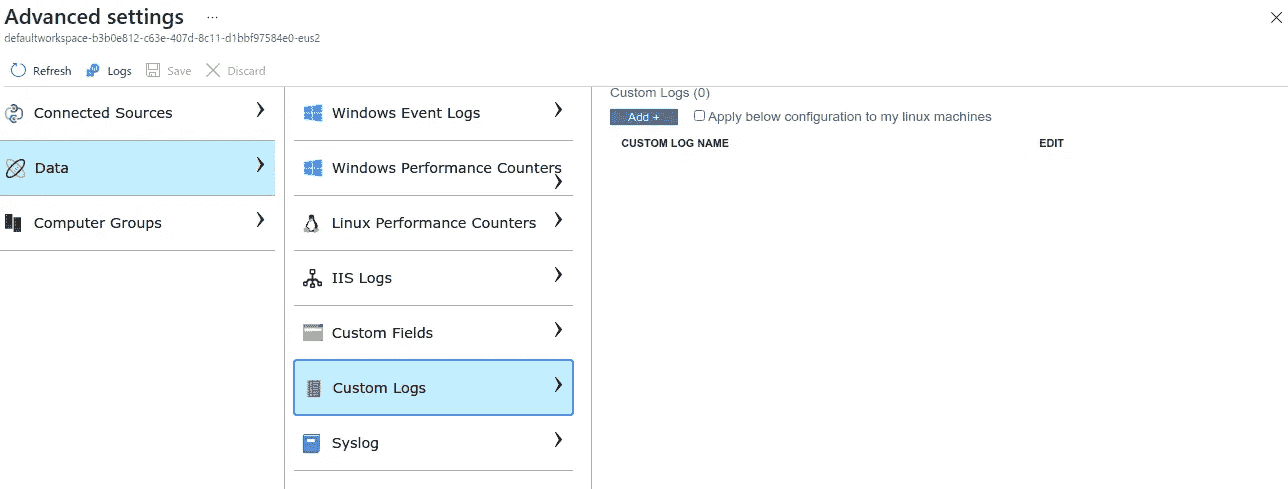 Advanced settings ...
defaultworkspace-b3b0e812-c63e-407d-8c11-d1bbf97584e0-eus2
Refresh Logs Save Discard
Connected Sources
Data
Computer Groups
Windows Event Logs
Windows Performance Counters
Linux Performance Counters
IIS Logs
Custom Fields
Custom Logs
Syslog
Custom Logs (0)
Add + Apply below configuration to my linux machines
CUSTOM LOG NAME EDIT